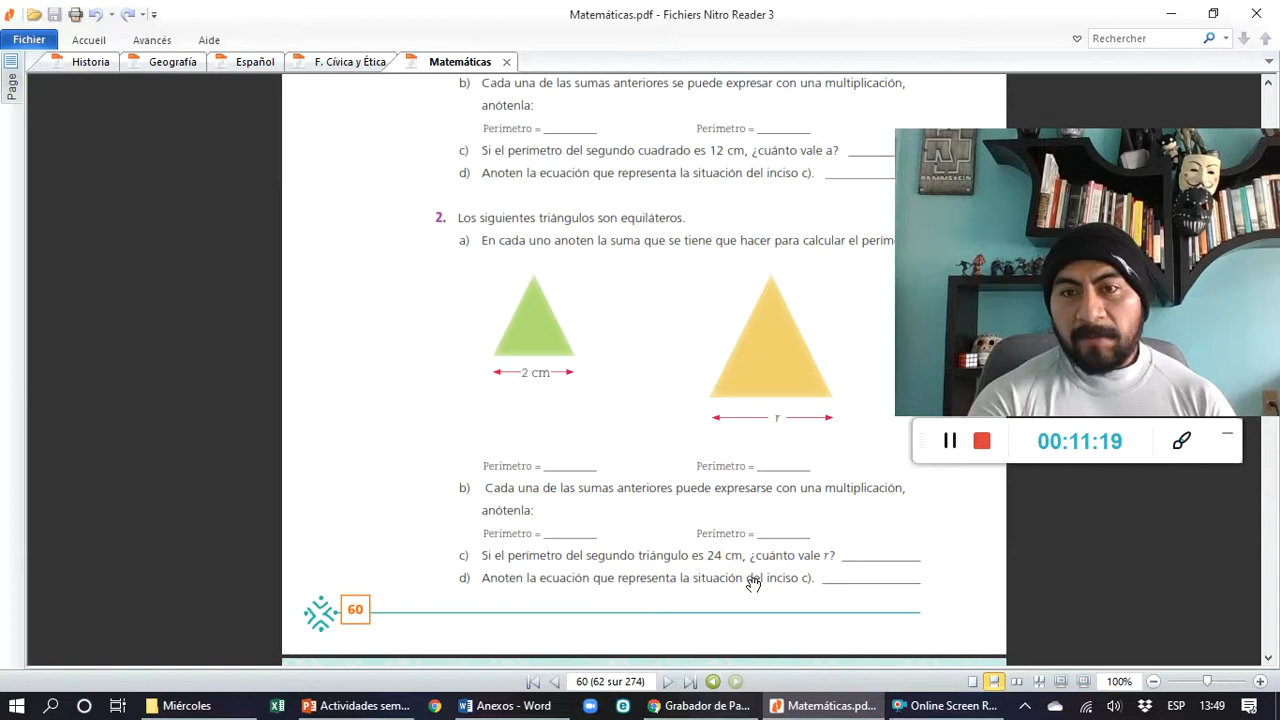 Matemáticas.pdf - Fichiers Nitro Reader 3
Fichier Accueil Avancés Aide
Rechercher
Historia Geografía Español F. Cívica y Ética Matemáticas
Page
b) Cada una de las sumas anteriores se puede expresar con una multiplicación,
anótenla:
Perímetro = ________ Perímetro = ________
c) Si el perímetro del segundo cuadrado es 12 cm, ¿cuánto vale a?
d) Anoten la ecuación que representa la situación del inciso c).
2. Los siguientes triángulos son equiláteros.
a) En cada uno anoten la suma que se tiene que hacer para calcular el perím
2 cm
r
Perímetro = ________ Perímetro = ________
b) Cada una de las sumas anteriores puede expresarse con una multiplicación,
anótenla:
Perímetro = ________ Perímetro = ________
c) Si el perímetro del segundo triángulo es 24 cm, ¿cuánto vale r?
d) Anoten la ecuación que representa la situación del inciso c).
60
RAMMSTEIN
00:11:19
60 (62 sur 274)
100%
Miércoles
Actividades sem...
Anexos - Word
Grabador de Pa...
Matemáticas.pd...
Online Screen R...
ESP
13:49